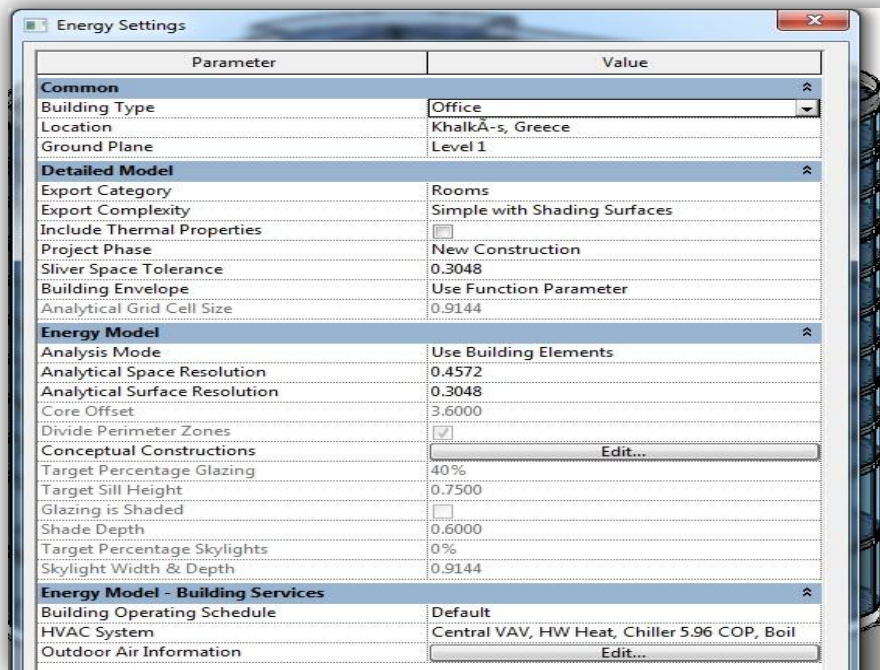 Energy Settings
Parameter Value
Common
Building Type Office
Location KhalkÃ-s, Greece
Ground Plane Level 1
Detailed Model
Export Category Rooms
Export Complexity Simple with Shading Surfaces
Include Thermal Properties
Project Phase New Construction
Sliver Space Tolerance 0.3048
Building Envelope Use Function Parameter
Analytical Grid Cell Size 0.9144
Energy Model
Analysis Mode Use Building Elements
Analytical Space Resolution 0.4572
Analytical Surface Resolution 0.3048
Core Offset 3.6000
Divide Perimeter Zones
Conceptual Constructions Edit...
Target Percentage Glazing 40%
Target Sill Height 0.7500
Glazing is Shaded
Shade Depth 0.6000
Target Percentage Skylights 0%
Skylight Width & Depth 0.9144
Energy Model - Building Services
Building Operating Schedule Default
HVAC System Central VAV, HW Heat, Chiller 5.96 COP, Boil
Outdoor Air Information Edit...